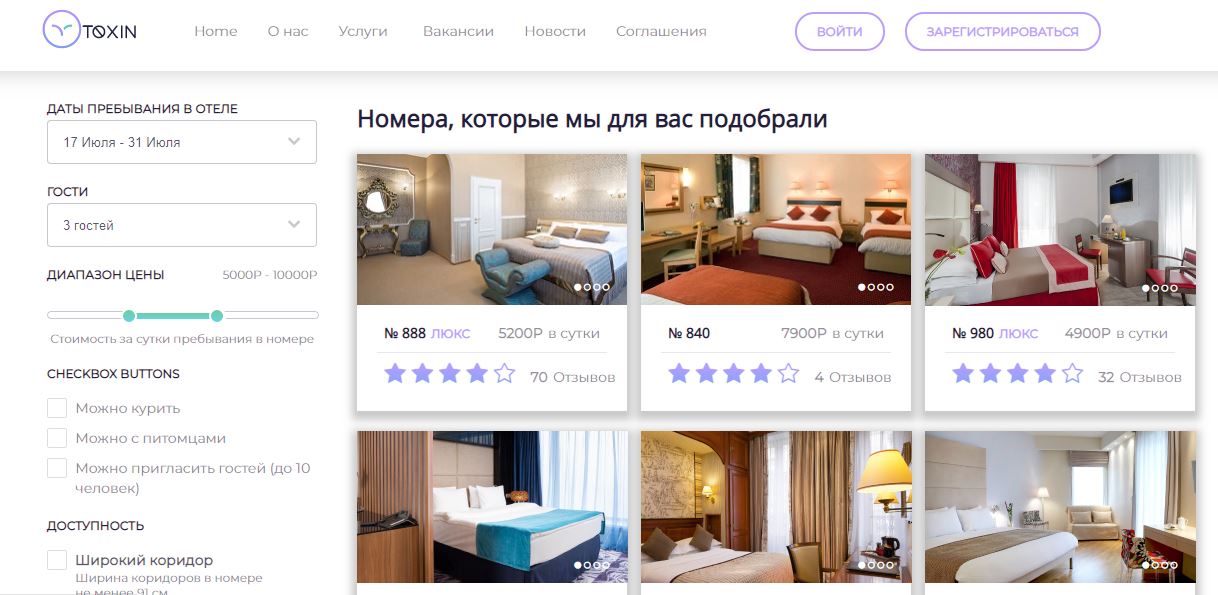 TOXIN
Home О нас Услуги Вакансии Новости Соглашения
ВОЙТИ ЗАРЕГИСТРИРОВАТЬСЯ
ДАТЫ ПРЕБЫВАНИЯ В ОТЕЛЕ
17 Июля - 31 Июля
ГОСТИ
3 гостей
ДИАПАЗОН ЦЕНЫ 5000Р - 10000Р
Стоимость за сутки пребывания в номере
CHECKBOX BUTTONS
Можно курить
Можно с питомцами
Можно пригласить гостей (до 10
человек)
ДОСТУПНОСТЬ
Широкий коридор
Ширина коридоров в номере
не менее 91 см
Номера, которые мы для вас подобрали
№ 888 ЛЮКС 5200Р в сутки
70 Отзывов
№ 840 7900Р в сутки
4 Отзывов
№ 980 ЛЮКС 4900Р в сутки
32 Отзывов